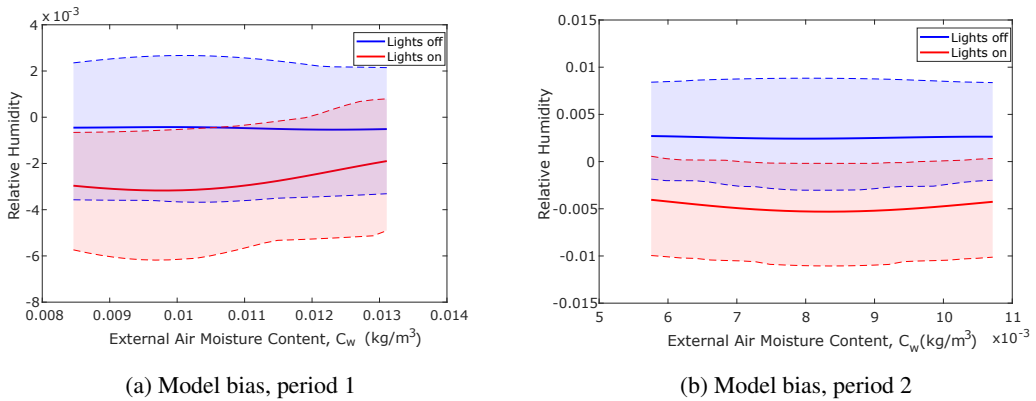 ×10⁻³
4
2
0
-2
-4
-6
-8
0.008 0.009 0.01 0.011 0.012 0.013 0.014
Relative Humidity
External Air Moisture Content, C_w (kg/m³)
Lights off
Lights on
(a) Model bias, period 1
0.015
0.01
0.005
0
-0.005
-0.01
-0.015
5 6 7 8 9 10 11
×10⁻³
Relative Humidity
External Air Moisture Content, C_w(kg/m³)
Lights off
Lights on
(b) Model bias, period 2